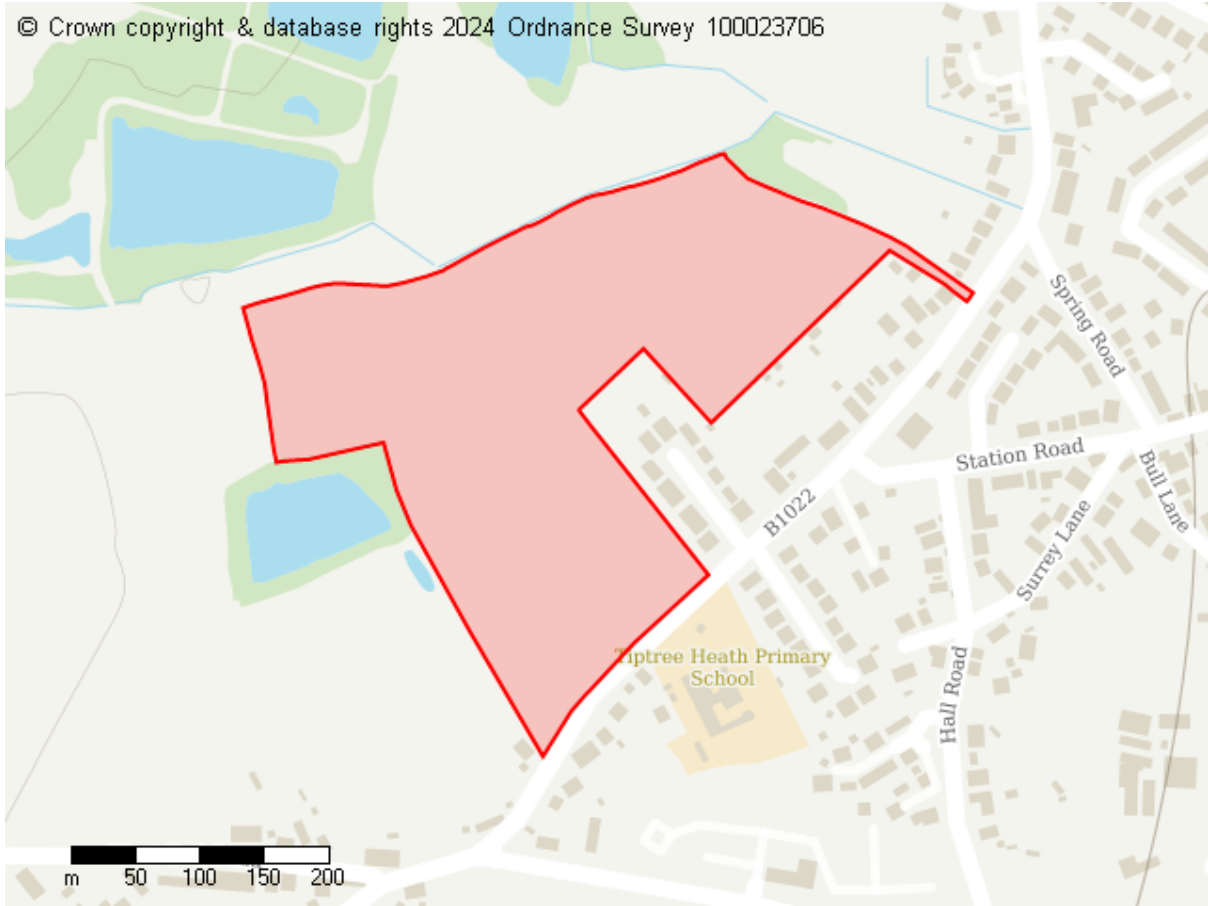 © Crown copyright & database rights 2024 Ordnance Survey 100023706
Spring Road
Station Road
Bull Lane
B1022
Surrey Lane
Tiptree Heath Primary
School
Hall Road
m 50 100 150 200